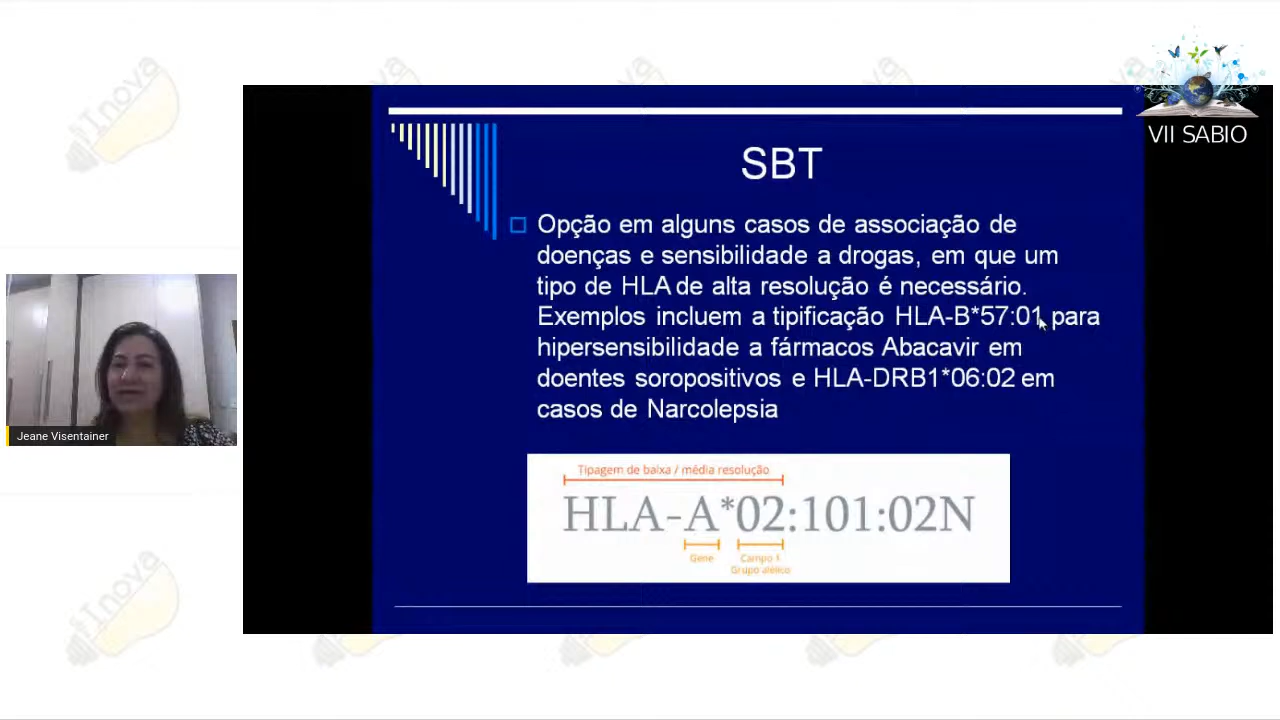 VII SABIO
SBT
Opção em alguns casos de associação de
doenças e sensibilidade a drogas, em que um
tipo de HLA de alta resolução é necessário.
Exemplos incluem a tipificação HLA-B*57:01 para
hipersensibilidade a fármacos Abacavir em
doentes soropositivos e HLA-DRB1*06:02 em
casos de Narcolepsia
Tipagem de baixa / média resolução
HLA-A*02:101:02N
Gene
Campo 1
Grupo alélico
Jeane Visentainer
iInova
iInova
iInova